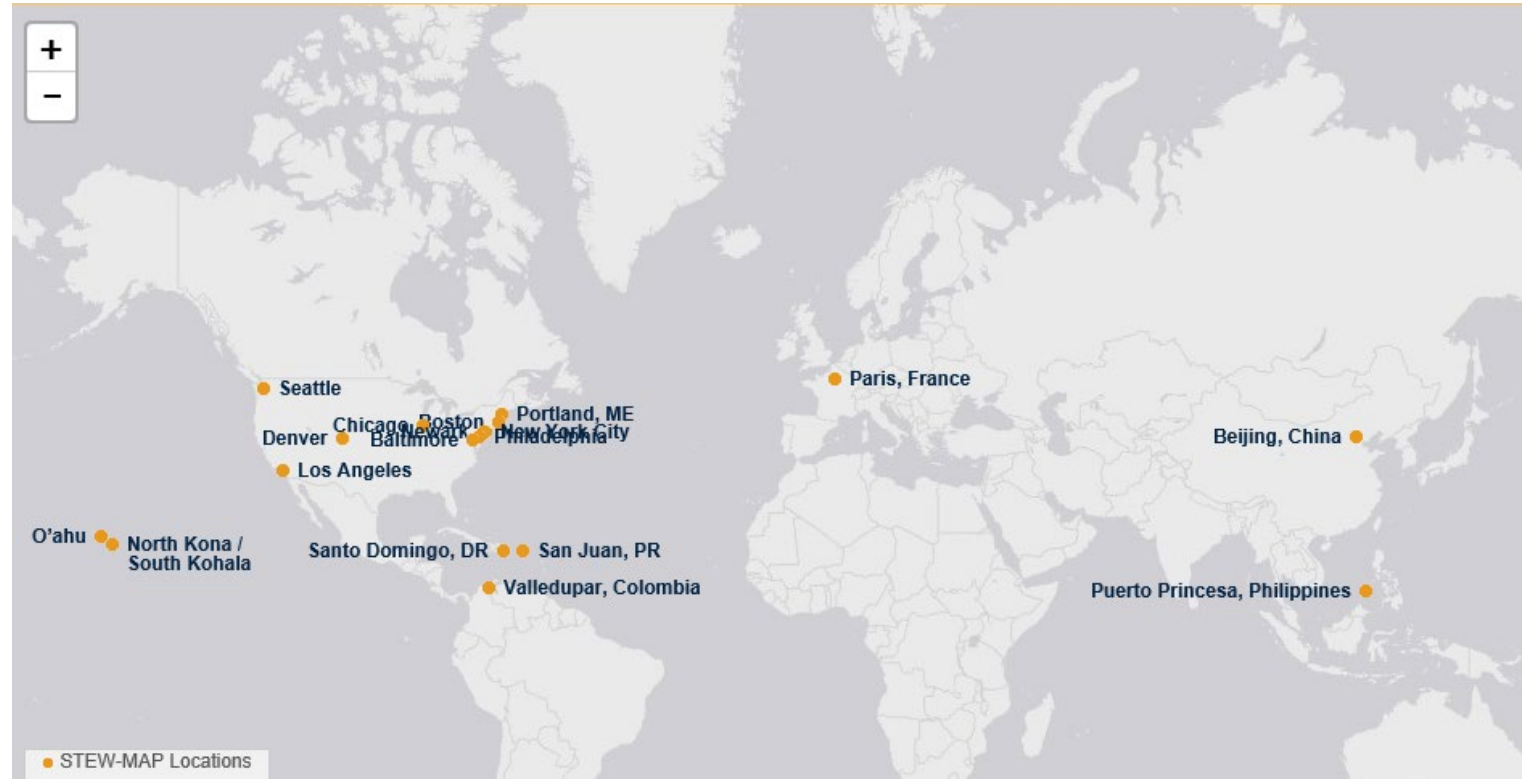 +
−
Seattle
Portland, ME
Boston
Chicago
Newark
New York City
Denver
Baltimore
Philadelphia
Los Angeles
Paris, France
Beijing, China
O’ahu
North Kona /
South Kohala
Santo Domingo, DR
San Juan, PR
Valledupar, Colombia
Puerto Princesa, Philippines
STEW-MAP Locations